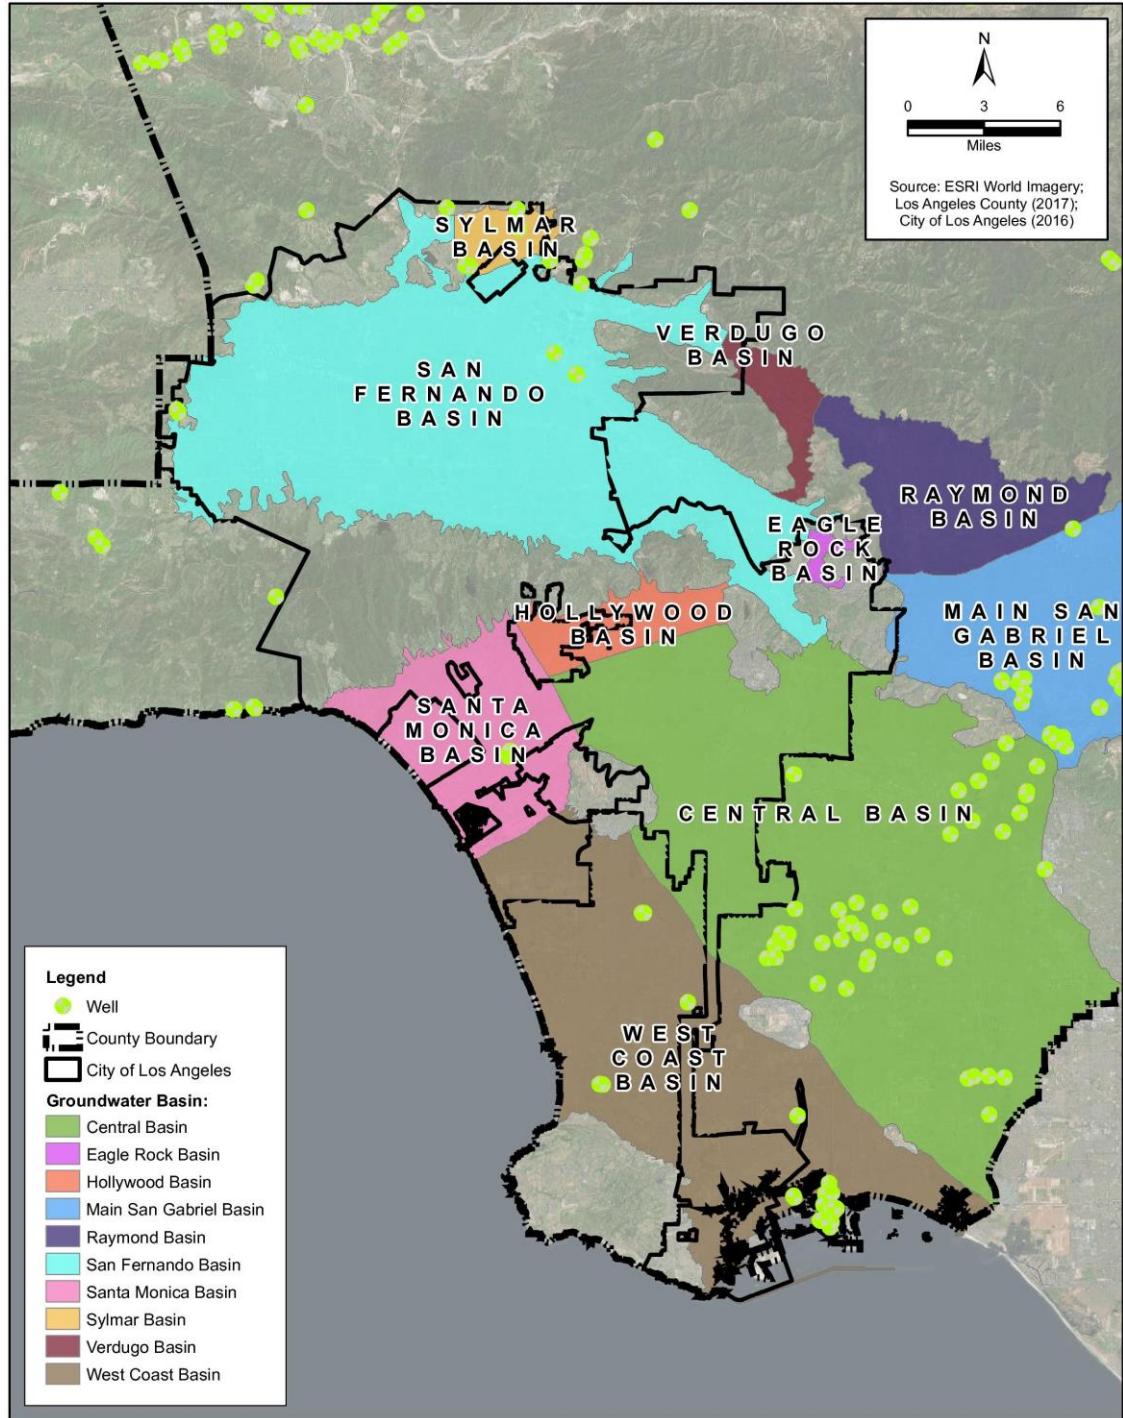 N
0 3 6
Miles
Source: ESRI World Imagery;
Los Angeles County (2017);
City of Los Angeles (2016)
SYLMAR
BASIN
VERDUGO
BASIN
SAN
FERNANDO
BASIN
RAYMOND
BASIN
EAGLE
ROCK
BASIN
HOLLYWOOD
BASIN
MAIN SAN
GABRIEL
BASIN
SANTA
MONICA
BASIN
CENTRAL BASIN
WEST
COAST
BASIN
Legend
Well
County Boundary
City of Los Angeles
Groundwater Basin:
Central Basin
Eagle Rock Basin
Hollywood Basin
Main San Gabriel Basin
Raymond Basin
San Fernando Basin
Santa Monica Basin
Sylmar Basin
Verdugo Basin
West Coast Basin